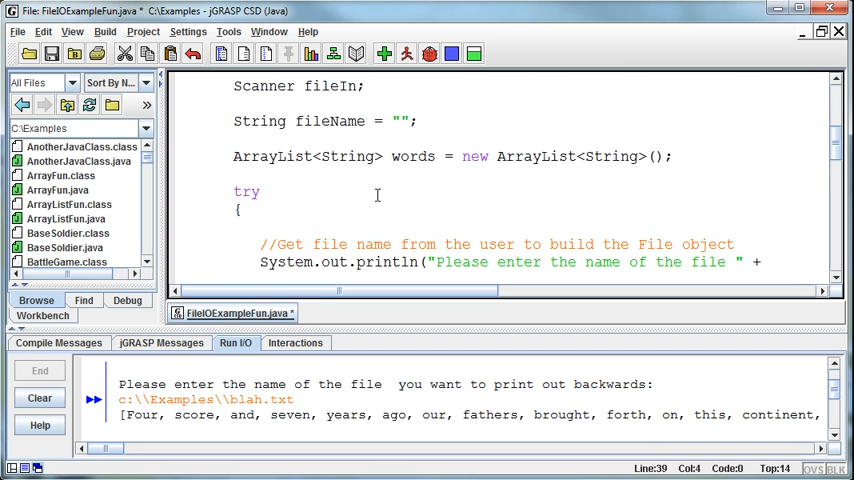 File: FileIOExampleFun.java * C:\Examples - jGRASP CSD (Java)
File Edit View Build Project Settings Tools Window Help
All Files Sort By N...
C:\Examples
AnotherJavaClass.class
AnotherJavaClass.java
ArrayFun.class
ArrayFun.java
ArrayListFun.class
ArrayListFun.java
BaseSoldier.class
BaseSoldier.java
BattleGame.class
Browse Find Debug
Workbench
Scanner fileIn;
String fileName = "";
ArrayList<String> words = new ArrayList<String>();
try
{
//Get file name from the user to build the File object
System.out.println("Please enter the name of the file " +
FileIOExampleFun.java *
Compile Messages jGRASP Messages Run I/O Interactions
End
Clear
Help
Please enter the name of the file  you want to print out backwards:
c:\\Examples\\blah.txt
[Four, score, and, seven, years, ago, our, fathers, brought, forth, on, this, continent,
Line:39 Col:4 Code:0 Top:14 OVS BLK